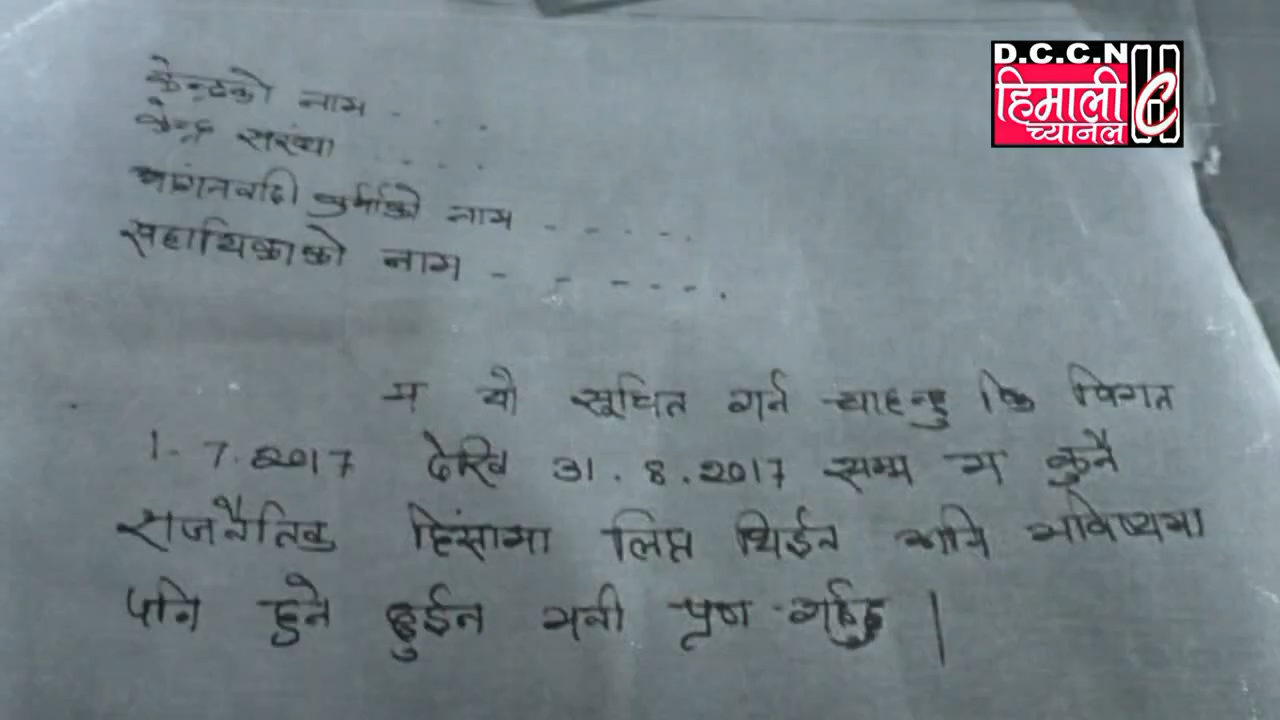 D.C.C.N
हिमाली
च्यानल
केन्द्रको नाम - - - .
केन्द्र संख्या - - - .
आंगनवाडी कर्मीको नाम - - - - - .
सहायिकाको नाम - - - - - - .
म यो सूचित गर्न चाहन्छु कि विगत
1.7.2017 देखि 31.8.2017 सम्म म कुनै
राजनैतिक हिंसामा लिप्त थिईन अनि भविष्यमा
पनि हुने छुईन भनी प्रण गर्दछु |